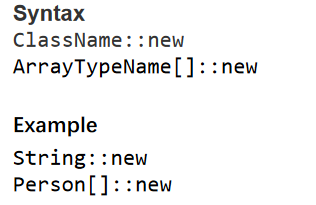 Syntax
ClassName::new
ArrayTypeName[]::new
Example
String::new
Person[]::new